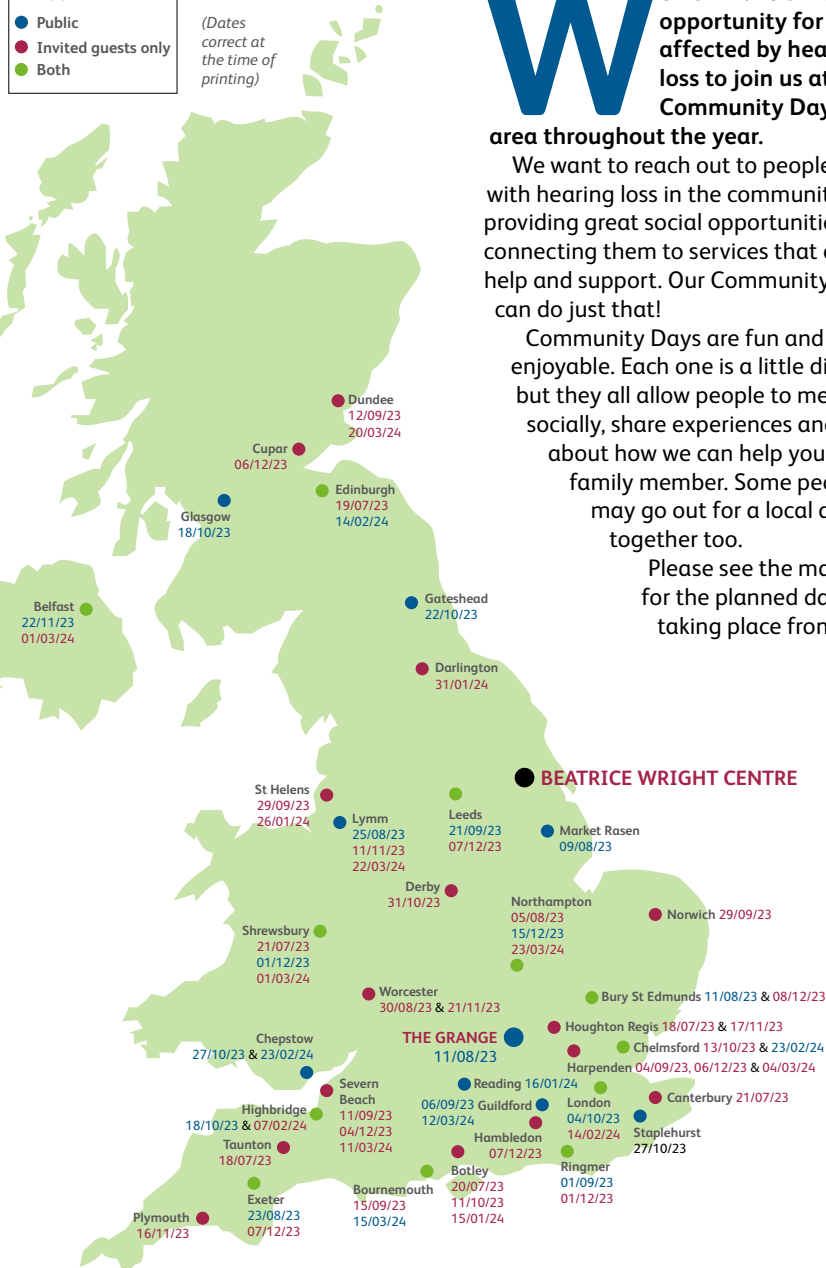 Public
Invited guests only
Both
(Dates
correct at
the time of
printing)
W
opportunity for
affected by hea
loss to join us at
Community Day
area throughout the year.
We want to reach out to people
with hearing loss in the communit
providing great social opportuniti
connecting them to services that
help and support. Our Community
can do just that!
Community Days are fun and
enjoyable. Each one is a little di
but they all allow people to me
socially, share experiences an
about how we can help you
family member. Some pe
may go out for a local
together too.
Please see the ma
for the planned da
taking place from
Dundee
12/09/23
20/03/24
Cupar
06/12/23
Edinburgh
19/07/23
14/02/24
Glasgow
18/10/23
Belfast
22/11/23
01/03/24
Gateshead
22/10/23
Darlington
31/01/24
BEATRICE WRIGHT CENTRE
St Helens
29/09/23
26/01/24
Lymm
25/08/23
11/11/23
22/03/24
Leeds
21/09/23
07/12/23
Market Rasen
09/08/23
Derby
31/10/23
Northampton
05/08/23
15/12/23
23/03/24
Norwich 29/09/23
Shrewsbury
21/07/23
01/12/23
01/03/24
Worcester
30/08/23 & 21/11/23
Bury St Edmunds 11/08/23 & 08/12/23
THE GRANGE
11/08/23
Houghton Regis 18/07/23 & 17/11/23
Chelmsford 13/10/23 & 23/02/24
Harpenden 04/09/23, 06/12/23 & 04/03/24
Chepstow
27/10/23 & 23/02/24
Severn
Beach
11/09/23
04/12/23
11/03/24
Reading 16/01/24
06/09/23 Guildford
12/03/24
London
04/10/23
14/02/24
Canterbury 21/07/23
Staplehurst
27/10/23
Highbridge
18/10/23 & 07/02/24
Taunton
18/07/23
Hambledon
07/12/23
Ringmer
01/09/23
01/12/23
Botley
20/07/23
11/10/23
15/01/24
Bournemouth
15/09/23
15/03/24
Exeter
23/08/23
07/12/23
Plymouth
16/11/23